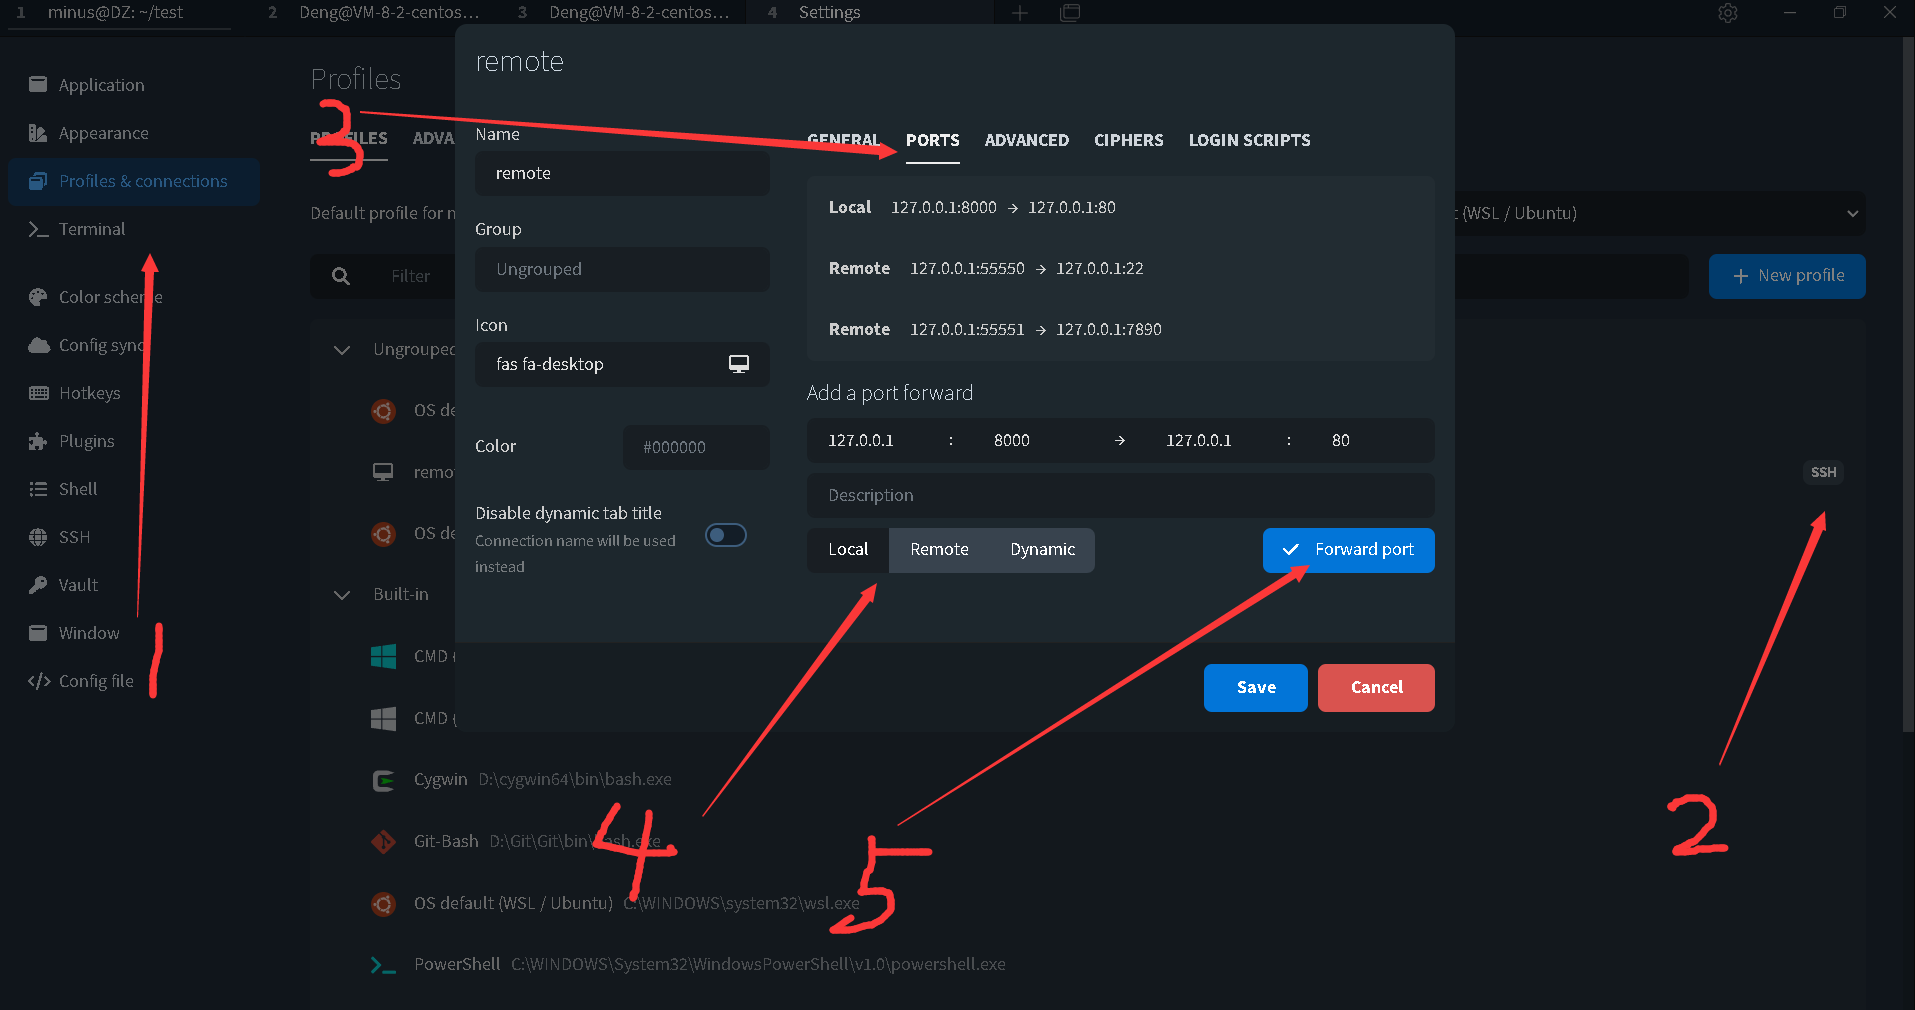 1 minus@DZ: ~/test 2 Deng@VM-8-2-centos... 3 Deng@VM-8-2-centos... 4 Settings
Application
Appearance
Profiles & connections
Terminal
Color scheme
Config sync
Hotkeys
Plugins
Shell
SSH
Vault
Window
Config file
1
Profiles
3
PROFILES ADVA
Default profile for n
t (WSL / Ubuntu)
Filter
New profile
Ungrouped
OS de
remo
SSH
OS de
Built-in
CMD (
CMD (
Cygwin D:\cygwin64\bin\bash.exe
Git-Bash D:\Git\Git\bin\bash.exe
OS default (WSL / Ubuntu) C:\WINDOWS\system32\wsl.exe
PowerShell C:\WINDOWS\System32\WindowsPowerShell\v1.0\powershell.exe
remote
Name
remote
Group
Ungrouped
Icon
fas fa-desktop
Color #000000
Disable dynamic tab title
Connection name will be used
instead
GENERAL PORTS ADVANCED CIPHERS LOGIN SCRIPTS
Local 127.0.0.1:8000 → 127.0.0.1:80
Remote 127.0.0.1:55550 → 127.0.0.1:22
Remote 127.0.0.1:55551 → 127.0.0.1:7890
Add a port forward
127.0.0.1 : 8000 → 127.0.0.1 : 80
Description
Local Remote Dynamic Forward port
Save Cancel
4
5
2